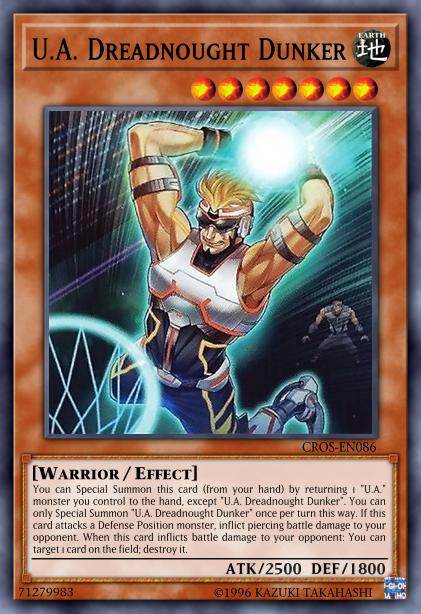 U.A. Dreadnought Dunker
EARTH
地
CROS-EN086
[Warrior / Effect]
You can Special Summon this card (from your hand) by returning 1 "U.A."
monster you control to the hand, except "U.A. Dreadnought Dunker". You can
only Special Summon "U.A. Dreadnought Dunker" once per turn this way. If this
card attacks a Defense Position monster, inflict piercing battle damage to your
opponent. When this card inflicts battle damage to your opponent: You can
target 1 card on the field; destroy it.
ATK/2500 DEF/1800
71279983
©1996 KAZUKI TAKAHASHI